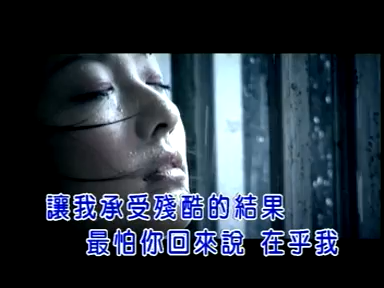 讓我承受殘酷的結果
最怕你回來說 在乎我